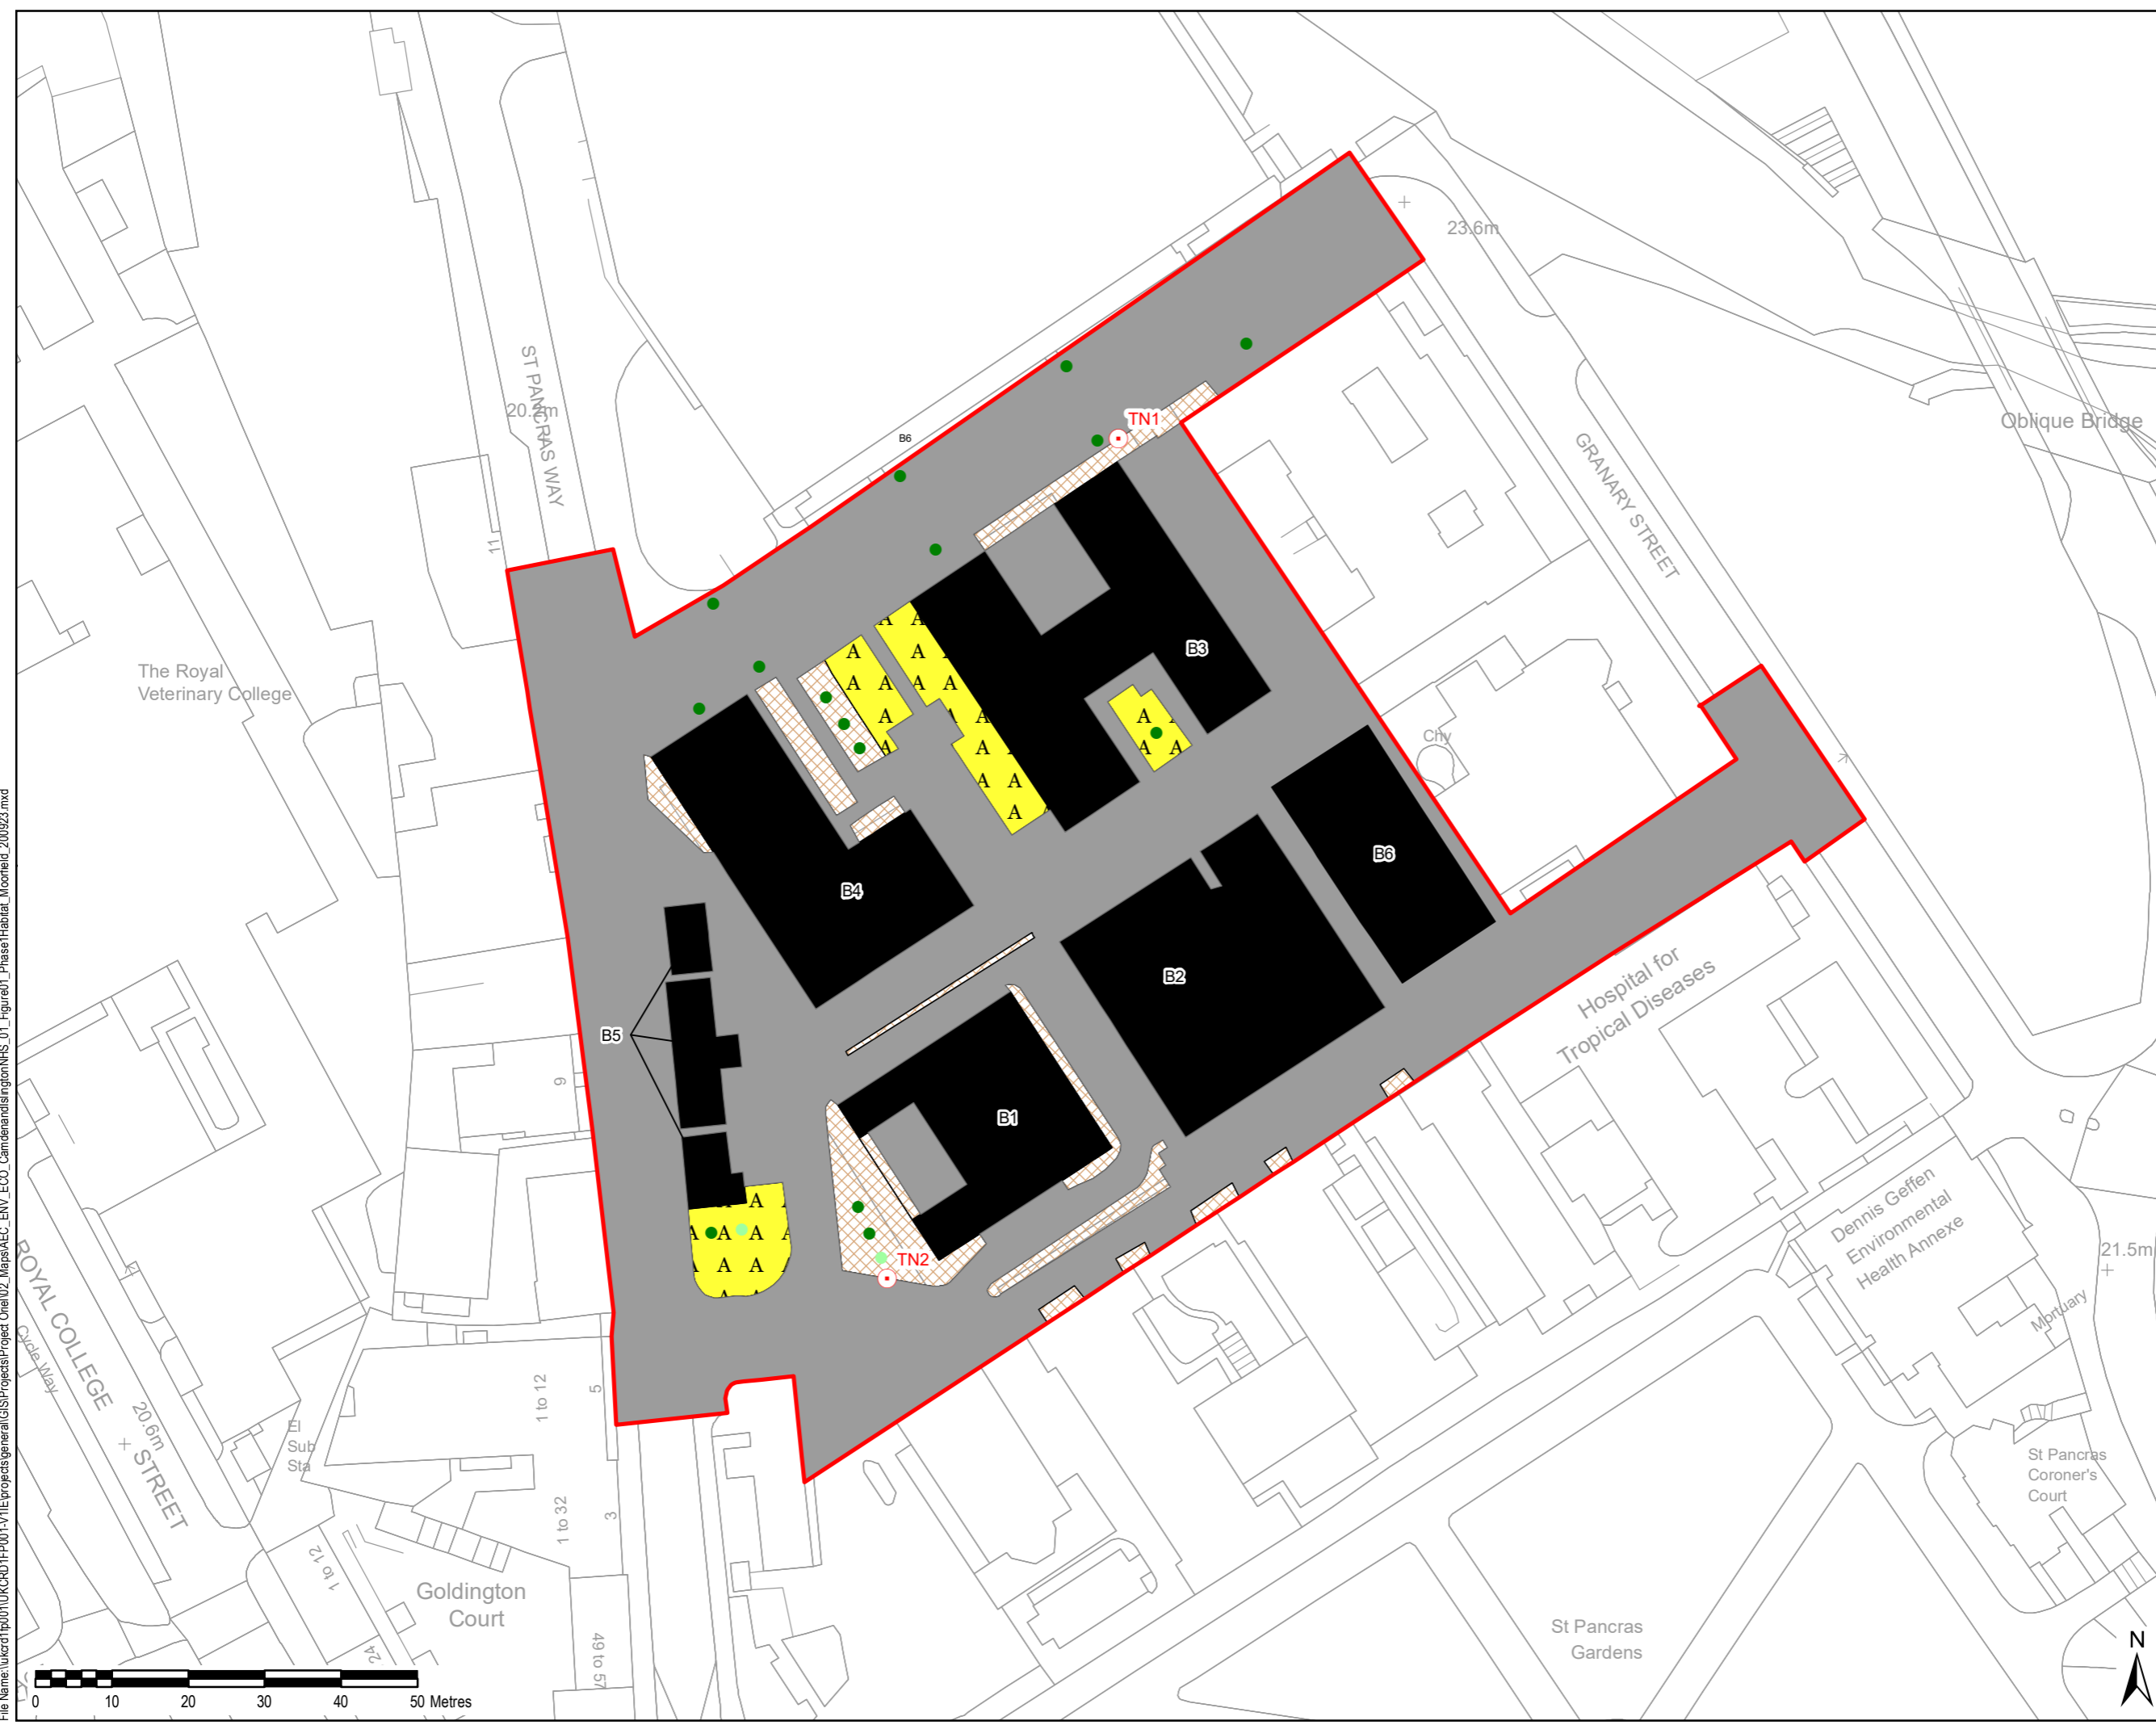 23.6m
ST PANCRAS WAY
20.2m
Oblique Bridge
TN1
B6
GRANARY STREET
11
A A
A A
A A A A
A A A
A A
A A A
A A
A
B3
The Royal
Veterinary College
Chy
B4
B6
B2
Hospital for
Tropical Diseases
B5
9
B1
A
A A A A
A A A
A A
TN2
Dennis Geffen
Environmental
Health Annexe
21.5m
Mortuary
ROYAL COLLEGE
STREET
Cycle Way
20.6m
El
Sub
Sta
1 to 12
5
St Pancras
Coroner's
Court
1 to 32
3
1 to 12
Goldington
Court
24
49 to 57
St Pancras
Gardens
N
0 10 20 30 40 50 Metres